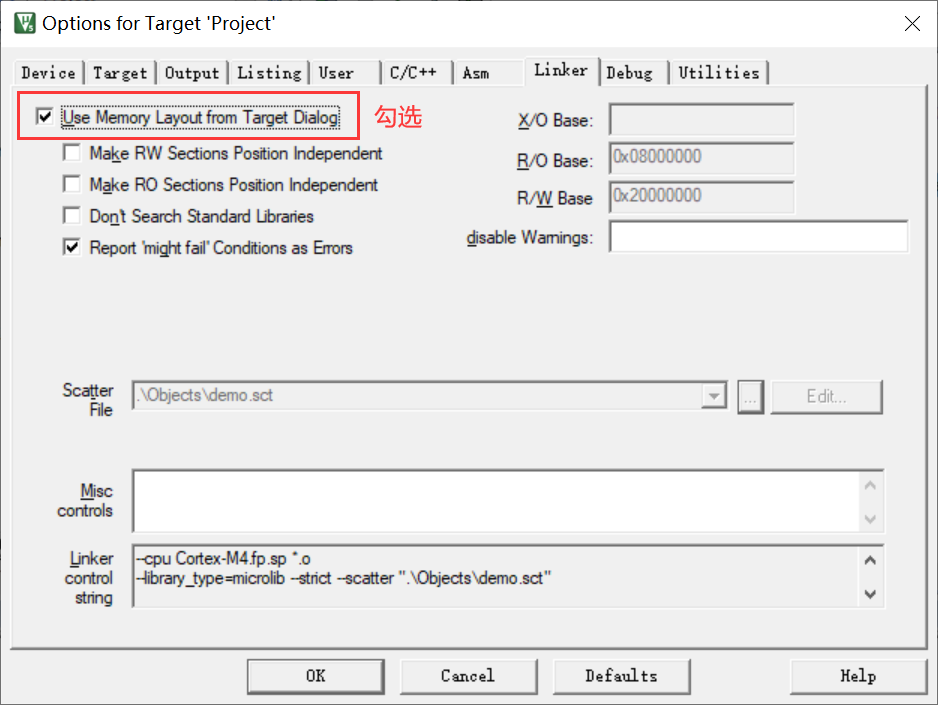 Options for Target 'Project'
Device Target Output Listing User C/C++ Asm Linker Debug Utilities
Use Memory Layout from Target Dialog 勾选
Make RW Sections Position Independent
Make RO Sections Position Independent
Don't Search Standard Libraries
Report 'might fail' Conditions as Errors
X/O Base:
R/O Base: 0x08000000
R/W Base 0x20000000
disable Warnings:
Scatter
File
.\Objects\demo.sct
...
Edit...
Misc
controls
Linker
control
string
--cpu Cortex-M4.fp.sp *.o
--library_type=microlib --strict --scatter ".\Objects\demo.sct"
OK Cancel Defaults Help